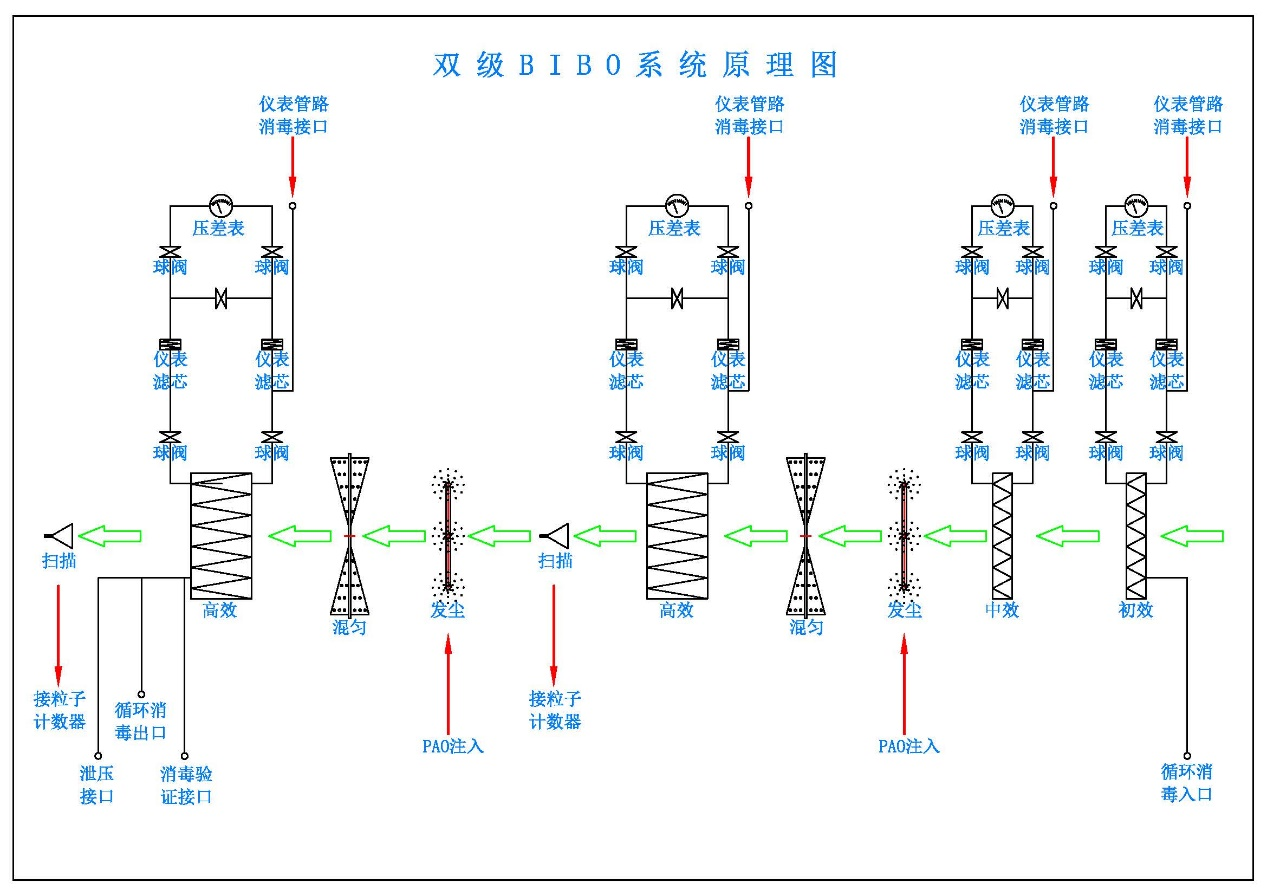 双级BIBO系统原理图
仪表管路
消毒接口
仪表管路
消毒接口
仪表管路
消毒接口
仪表管路
消毒接口
压差表
压差表
压差表
压差表
球阀
球阀
球阀
球阀
球阀
球阀
球阀
球阀
仪表
滤芯
仪表
滤芯
仪表
滤芯
仪表
滤芯
仪表
滤芯
仪表
滤芯
仪表
滤芯
仪表
滤芯
球阀
球阀
球阀
球阀
球阀
球阀
球阀
球阀
扫描
高效
混匀
发尘
扫描
高效
混匀
发尘
中效
初效
接粒子
计数器
循环消
毒出口
泄压
接口
消毒验
证接口
PAO注入
接粒子
计数器
PAO注入
循环消
毒入口